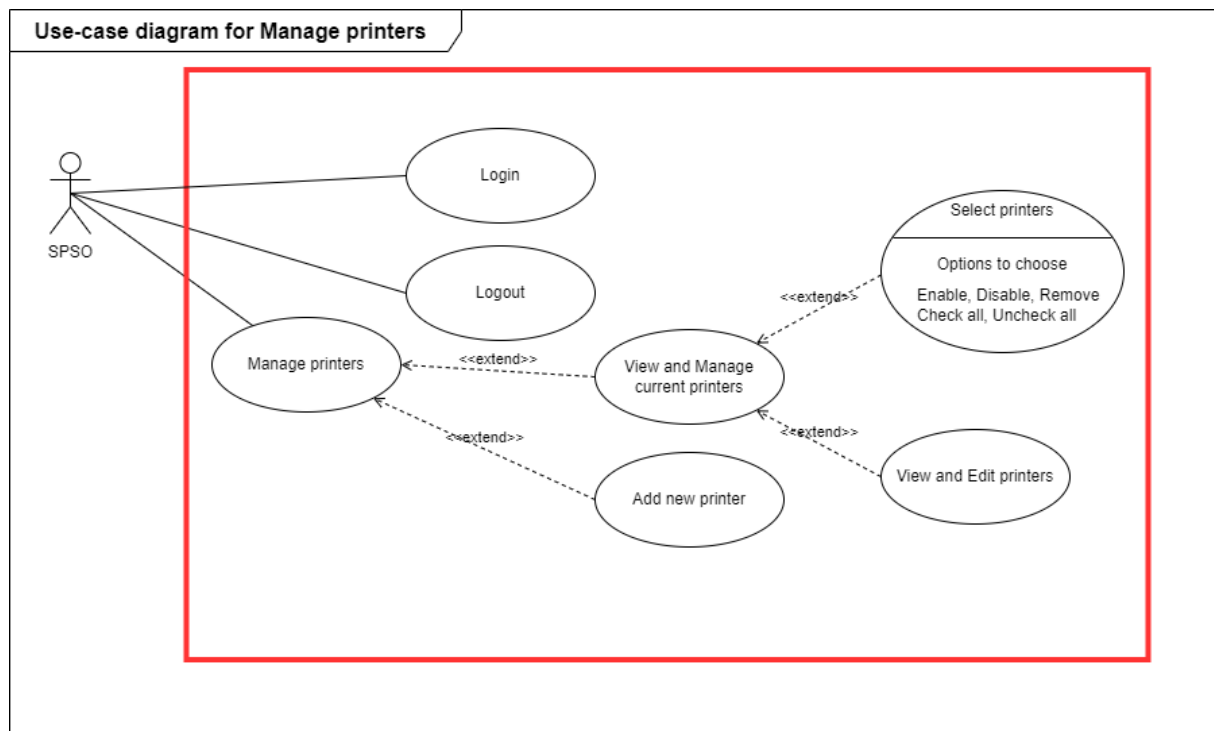 Use-case diagram for Manage printers
Login
SPSO
Select printers
Options to choose
Enable, Disable, Remove
Check all, Uncheck all
Logout
<<extend>>
Manage printers
<<extend>>
View and Manage
current printers
<<extend>>
<<extend>>
Add new printer
View and Edit printers